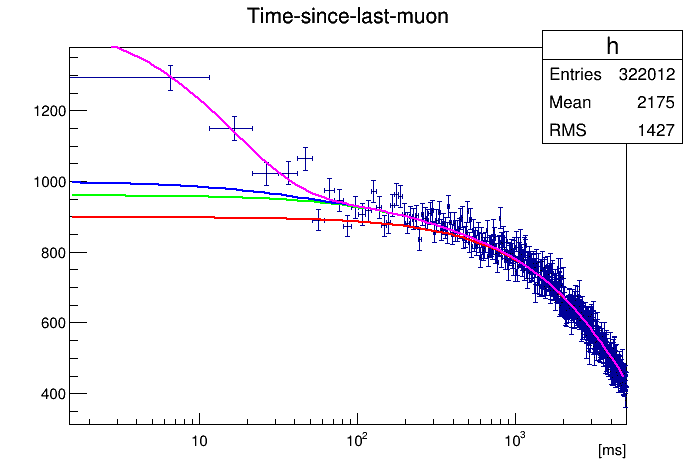 Time-since-last-muon
h
Entries 322012
Mean 2175
RMS 1427
1200
1000
800
600
400
10
10²
10³
[ms]